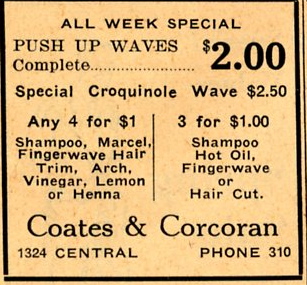 ALL WEEK SPECIAL
PUSH UP WAVES
Complete........................ $2.00
Special Croquinole Wave $2.50
Any 4 for $1
Shampoo, Marcel,
Fingerwave Hair
Trim, Arch,
Vinegar, Lemon
or Henna
3 for $1.00
Shampoo
Hot Oil,
Fingerwave
or
Hair Cut.
Coates & Corcoran
1324 CENTRAL PHONE 310